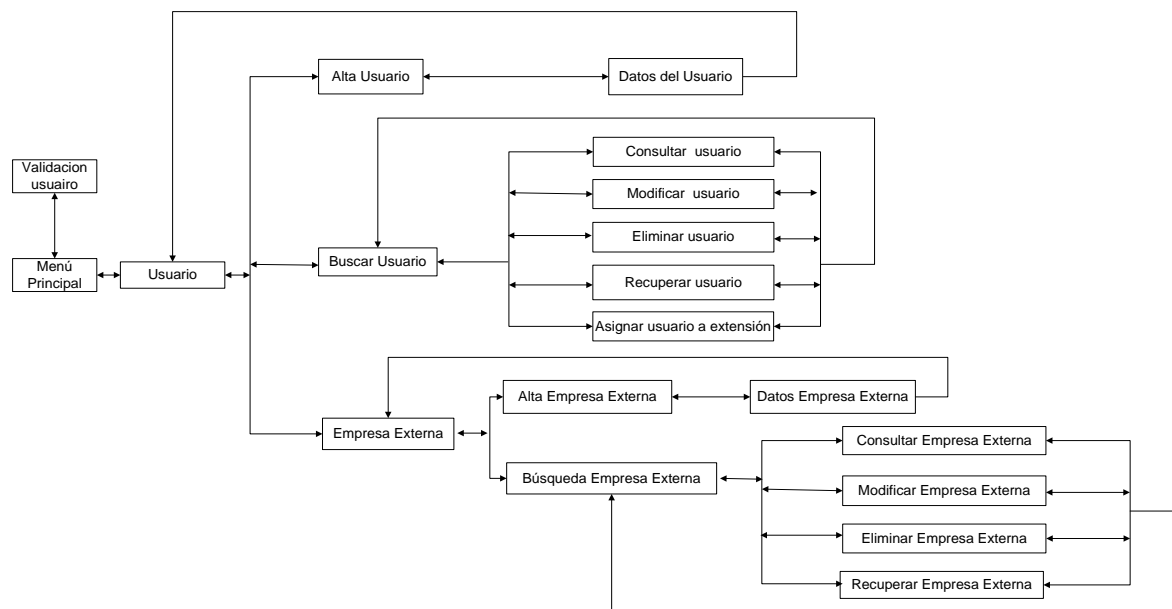 Alta Usuario
Datos del Usuario
Consultar usuario
Validacion
usuairo
Modificar usuario
Eliminar usuario
Buscar Usuario
Menú
Principal
Usuario
Recuperar usuario
Asignar usuario a extensión
Alta Empresa Externa
Datos Empresa Externa
Empresa Externa
Consultar Empresa Externa
Búsqueda Empresa Externa
Modificar Empresa Externa
Eliminar Empresa Externa
Recuperar Empresa Externa